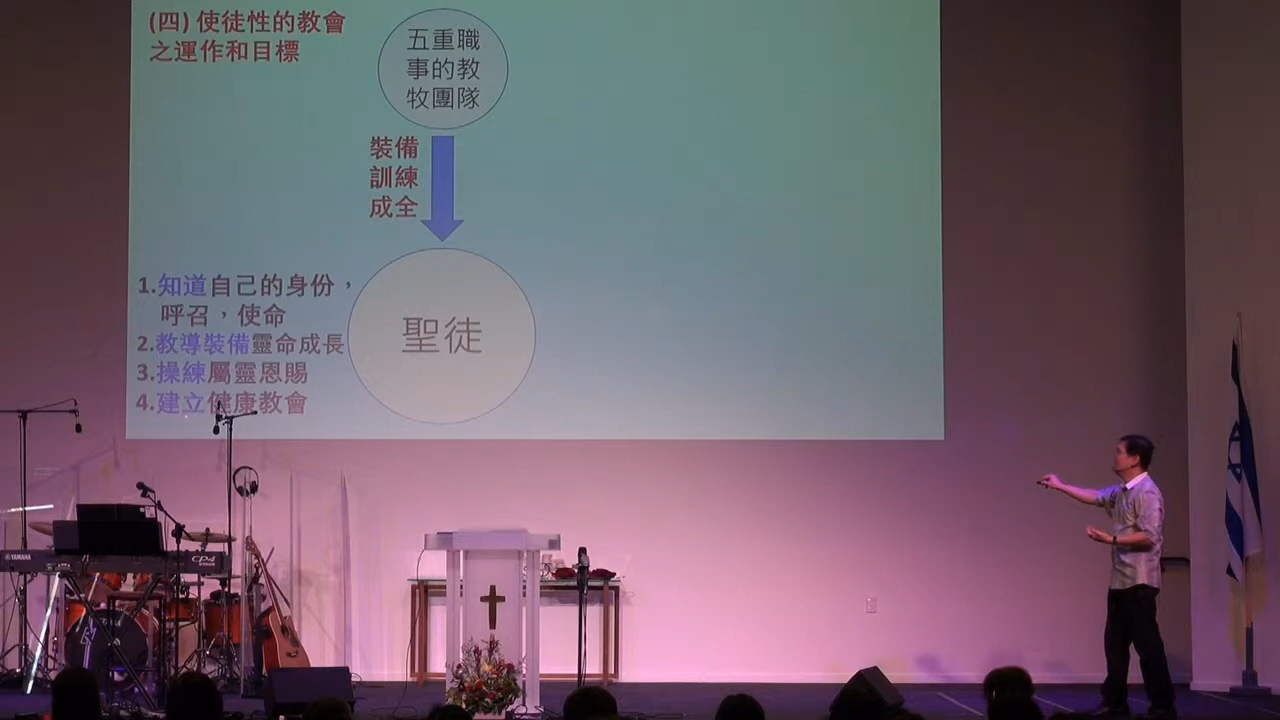 (四) 使徒性的教會
之運作和目標
五重職
事的教
牧團隊
裝備
訓練
成全
1.知道自己的身份，
呼召，使命
2.教導裝備靈命成長
3.操練屬靈恩賜
4.建立健康教會
聖徒
YAMAHA
CP4